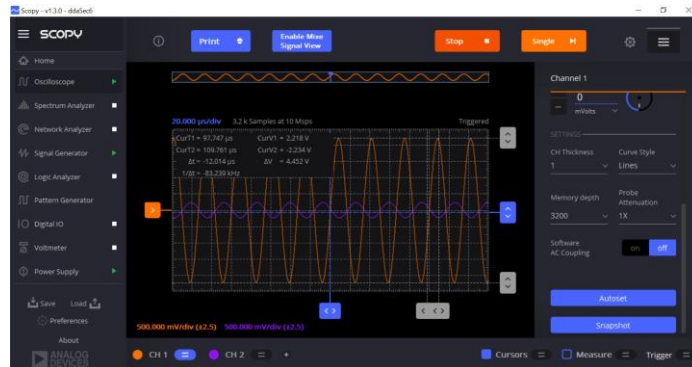 Scopy - v1.3.0 - dda5ec6
SCOPY
Print
Enable Mixe
Signal View
Stop
Single
Home
Oscilloscope
Spectrum Analyzer
Network Analyzer
Signal Generator
Logic Analyzer
Pattern Generator
Digital IO
Voltmeter
Power Supply
Save
Load
Preferences
About
ANALOG
DEVICES
20.000 µs/div 3.2 k Samples at 10 Msps
Triggered
CurT1 = 97.747 µs CurV1 = 2.218 V
CurT2 = 109.761 µs CurV2 = -2.234 V
Δt = -12,014 µs ΔV = 4,452 V
1/Δt = -83.239 kHz
500.000 mV/div (±2.5) 500.000 mV/div (±2.5)
CH 1
CH 2
+
Cursors
Measure
Trigger
Channel 1
0
mVolts
SETTINGS
CH Thickness
Curve Style
1
Lines
Memory depth
Probe
Attenuation
3200
1X
Software
AC Coupling
on
off
Autoset
Snapshot